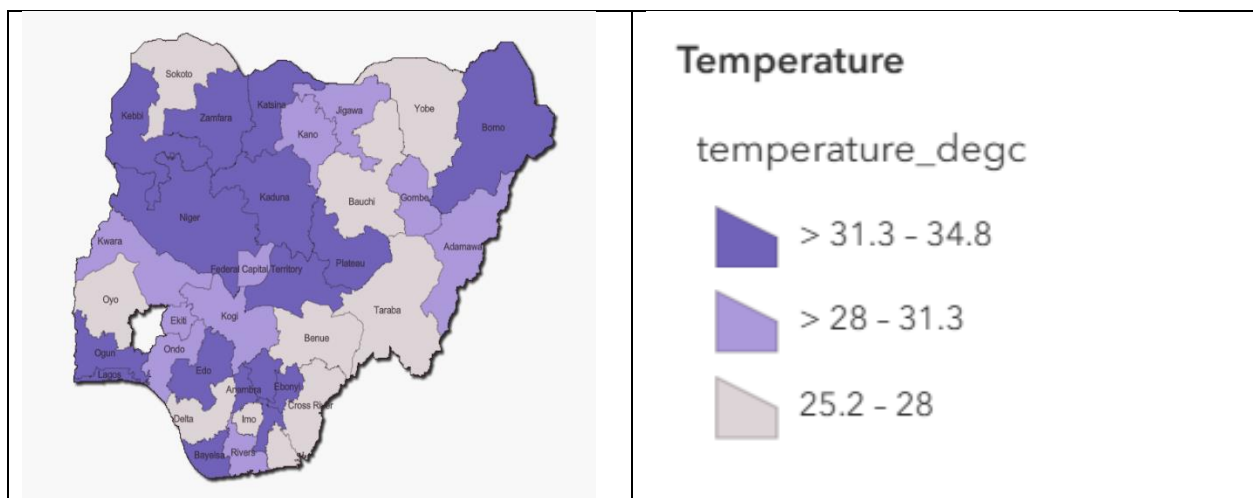 Sokoto
Kebbi
Zamfara
Katsina
Kano
Jigawa
Yobe
Borno
Niger
Kaduna
Bauchi
Gombe
Adamawa
Kwara
Federal Capital Territory
Plateau
Taraba
Oyo
Ekiti
Kogi
Benue
Ogun
Ondo
Edo
Lagos
Anambra
Ebonyi
Cross River
Delta
Imo
Bayelsa
Rivers
Temperature
temperature_degc
> 31.3 - 34.8
> 28 - 31.3
25.2 - 28